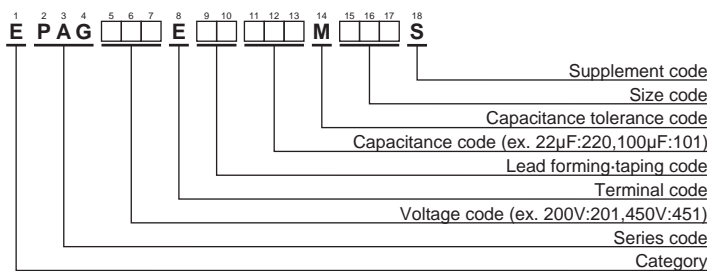 1 2 3 4 5 6 7 8 9 10 11 12 13 14 15 16 17 18
E PAG□□□ E □□□□□ M □□□ S
Supplement code
Size code
Capacitance tolerance code
Capacitance code (ex. 22μF:220,100μF:101)
Lead forming·taping code
Terminal code
Voltage code (ex. 200V:201,450V:451)
Series code
Category